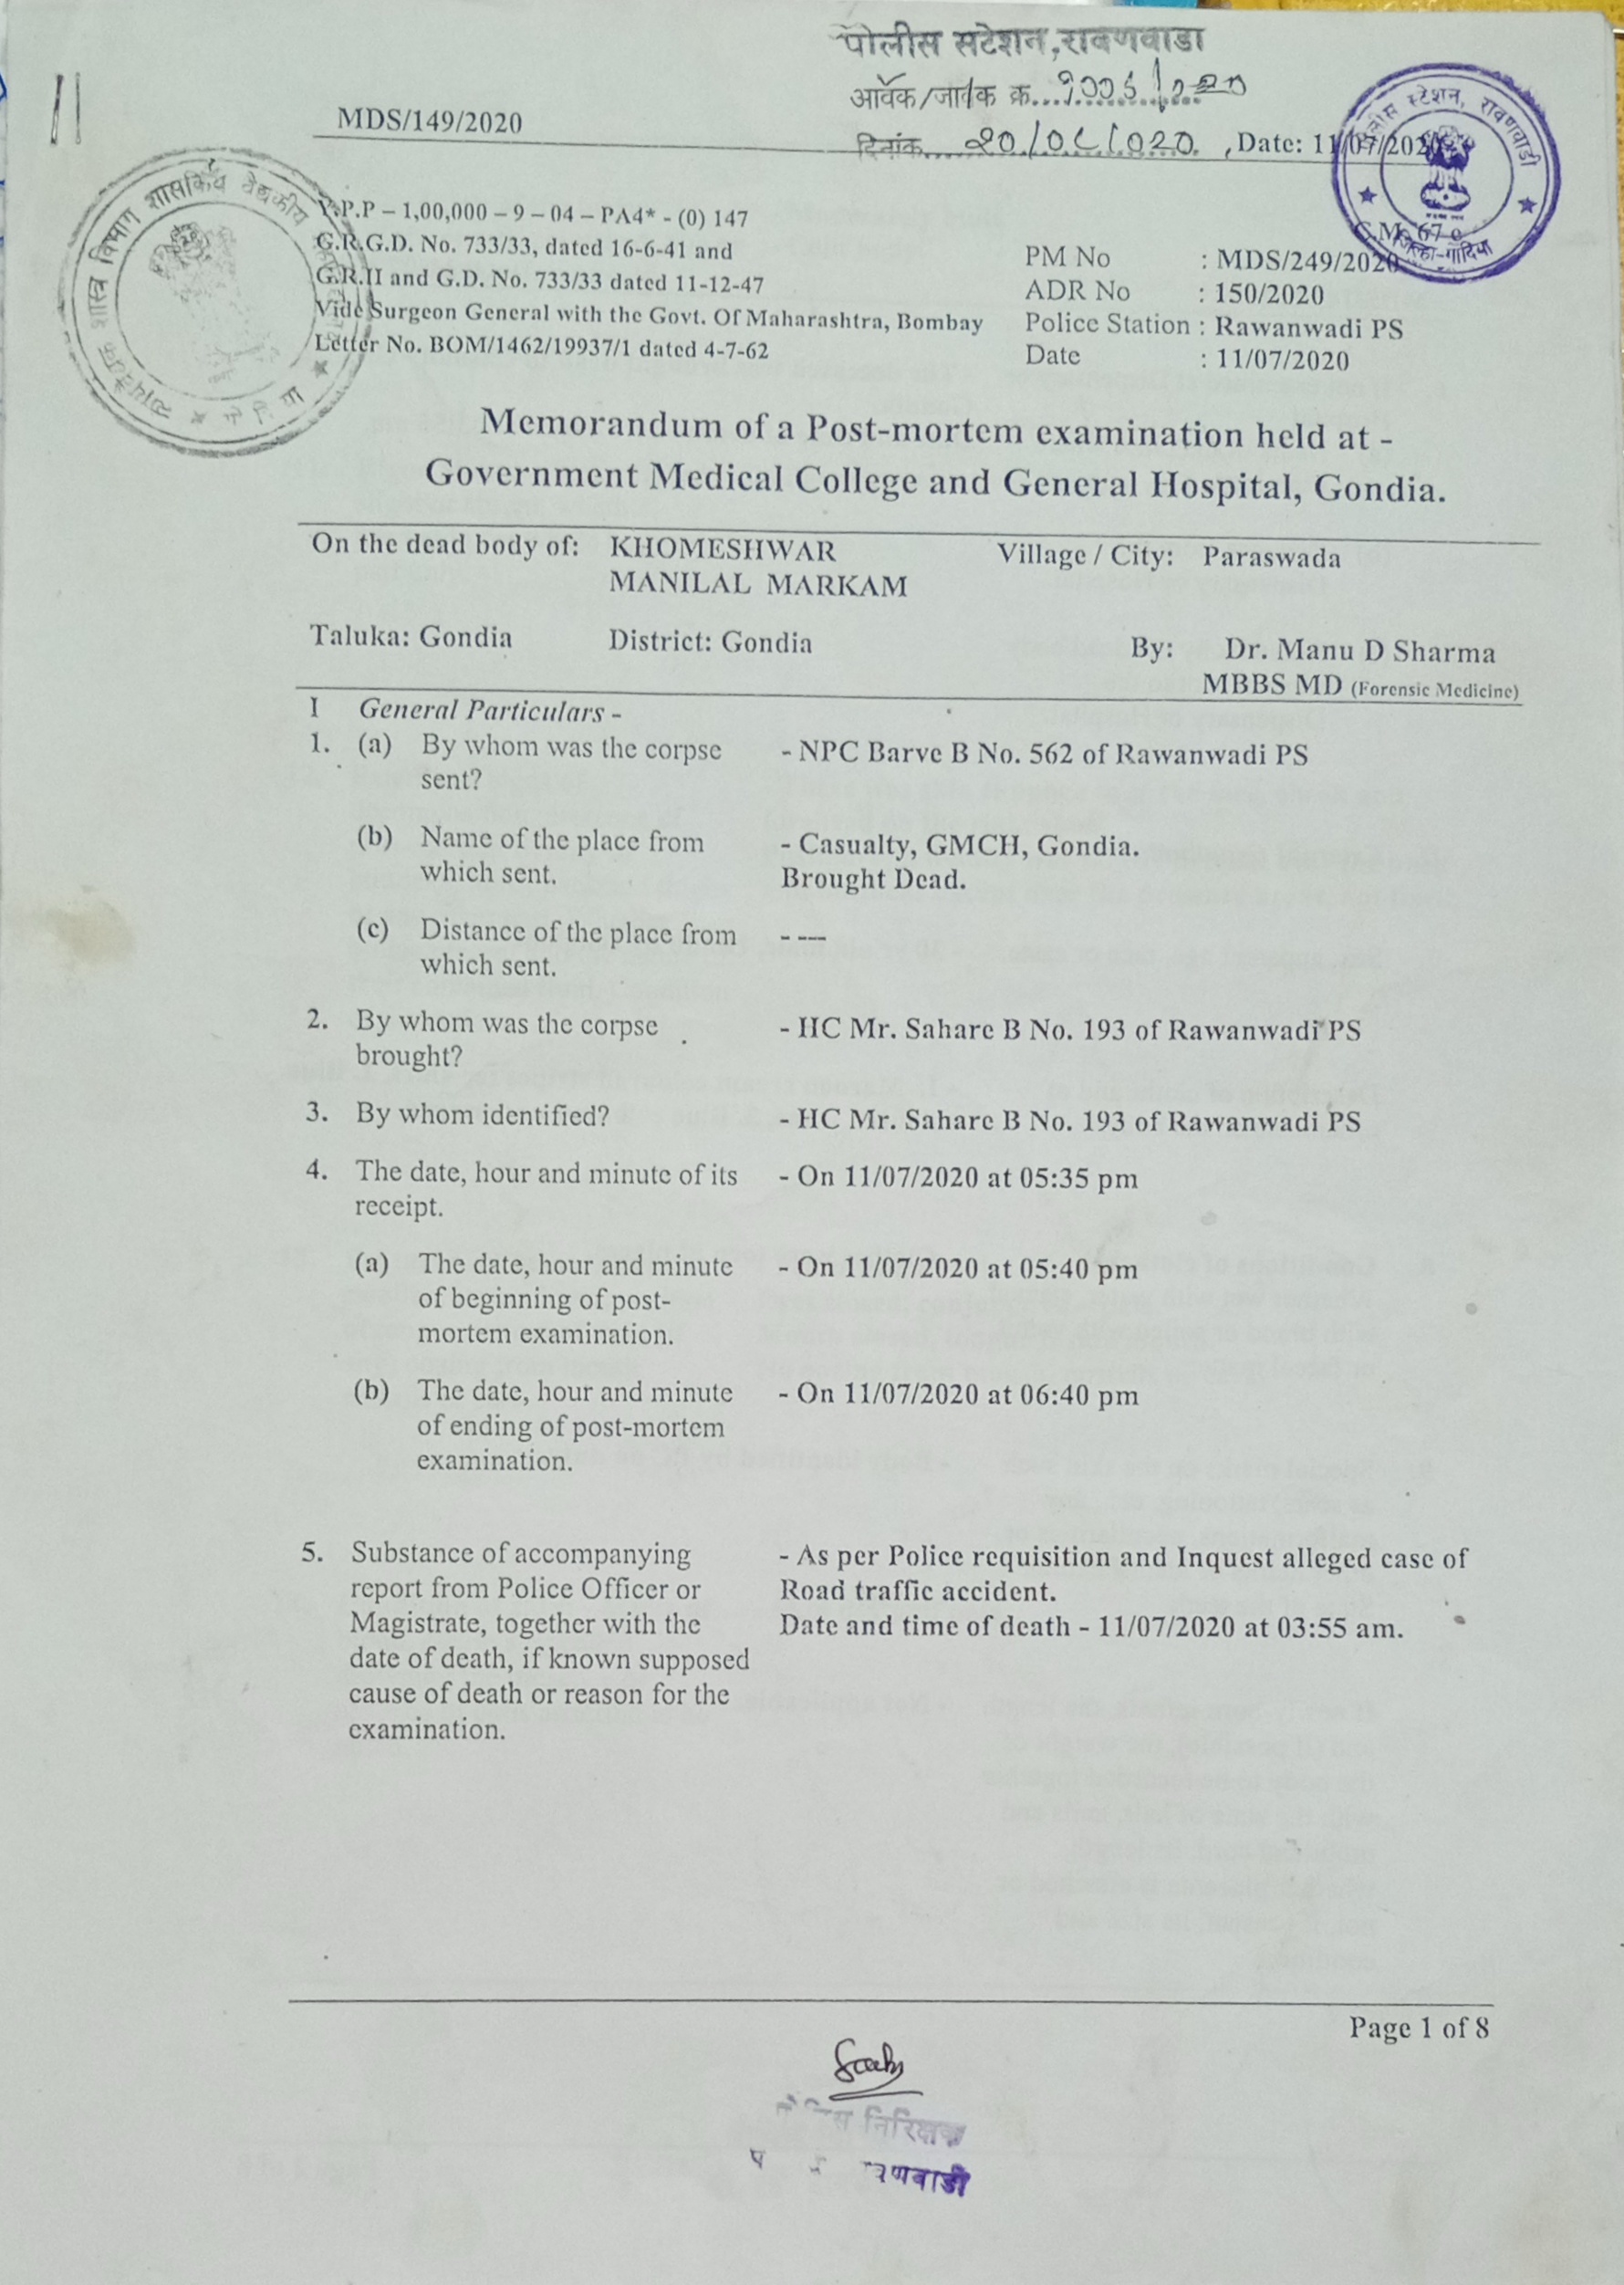 पोलीस सटेशन,रावणवाडा
आवक/जावक क्र.
MDS/149/2020
दिनांक , Date: 11/07/2020
पोलीस स्टेशन, रावणवाडी
जिल्हा-गोंदिया
P.P – 1,00,000 – 9 – 04 – PA4* - (0) 147
G.R.G.D. No. 733/33, dated 16-6-41 and
G.R.II and G.D. No. 733/33 dated 11-12-47
Vide Surgeon General with the Govt. Of Maharashtra, Bombay
Letter No. BOM/1462/19937/1 dated 4-7-62
C.M. 67 e
PM No : MDS/249/2020
ADR No : 150/2020
Police Station : Rawanwadi PS
Date : 11/07/2020
Memorandum of a Post-mortem examination held at -
Government Medical College and General Hospital, Gondia.
On the dead body of: KHOMESHWAR Village / City: Paraswada
MANILAL MARKAM
Taluka: Gondia District: Gondia By: Dr. Manu D Sharma
MBBS MD (Forensic Medicine)
I General Particulars -
1. (a) By whom was the corpse - NPC Barve B No. 562 of Rawanwadi PS
sent?
(b) Name of the place from - Casualty, GMCH, Gondia.
which sent. Brought Dead.
(c) Distance of the place from - ---
which sent.
2. By whom was the corpse - HC Mr. Sahare B No. 193 of Rawanwadi PS
brought?
3. By whom identified? - HC Mr. Sahare B No. 193 of Rawanwadi PS
4. The date, hour and minute of its - On 11/07/2020 at 05:35 pm
receipt.
(a) The date, hour and minute - On 11/07/2020 at 05:40 pm
of beginning of post-
mortem examination.
(b) The date, hour and minute - On 11/07/2020 at 06:40 pm
of ending of post-mortem
examination.
5. Substance of accompanying - As per Police requisition and Inquest alleged case of
report from Police Officer or Road traffic accident.
Magistrate, together with the Date and time of death - 11/07/2020 at 03:55 am.
date of death, if known supposed
cause of death or reason for the
examination.
Page 1 of 8
निरिक्षक